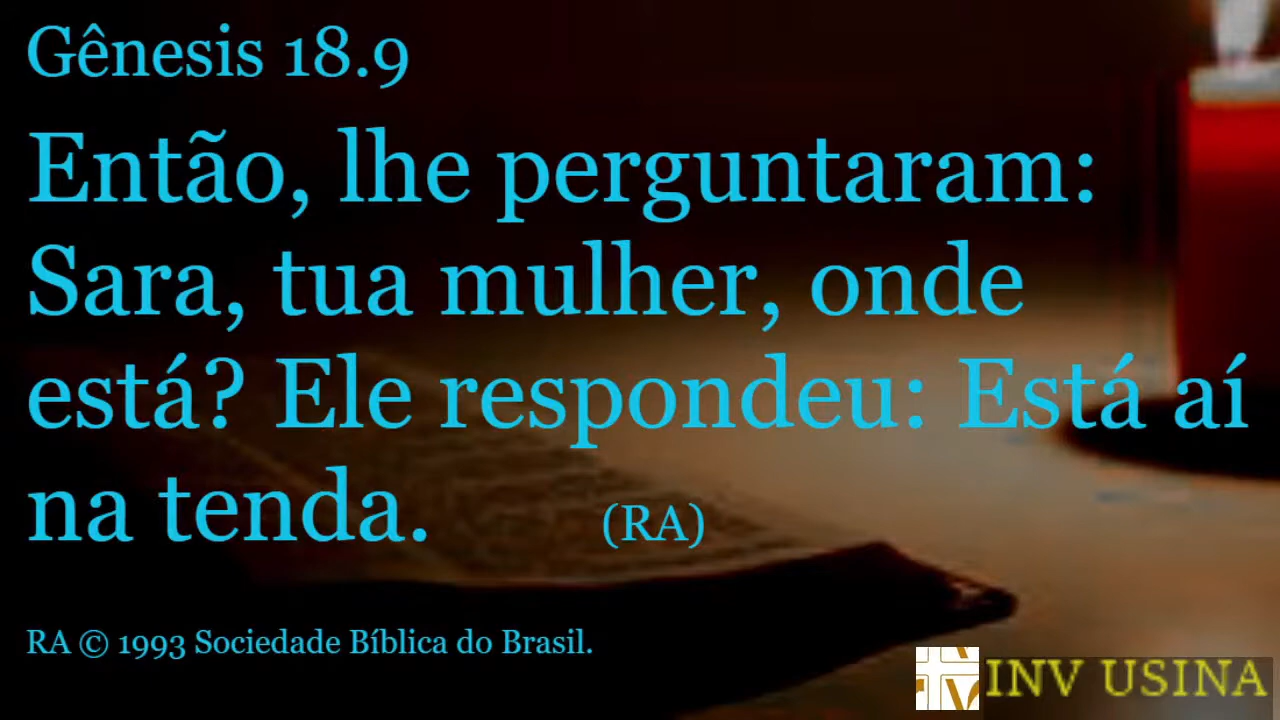 Gênesis 18.9
Então, lhe perguntaram:
Sara, tua mulher, onde
está? Ele respondeu: Está aí
na tenda. (RA)
RA © 1993 Sociedade Bíblica do Brasil.
INV USINA